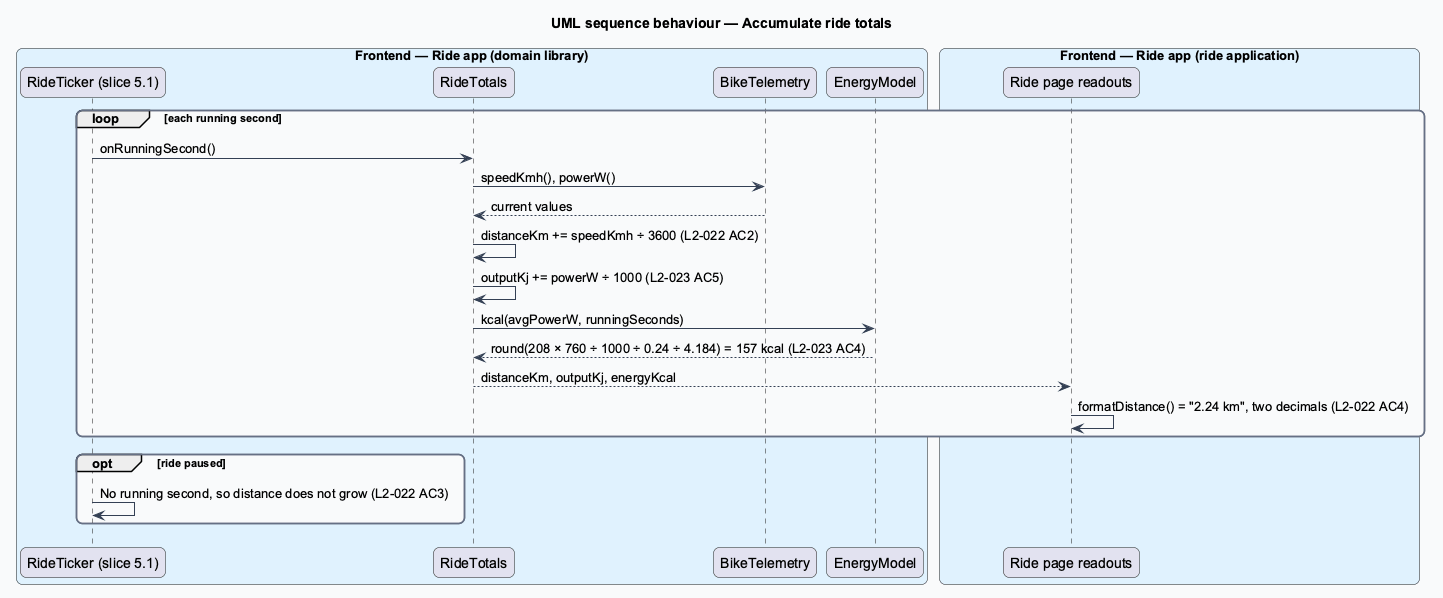 UML sequence behaviour — Accumulate ride totals
Frontend — Ride app (domain library)
Frontend — Ride app (ride application)
RideTicker (slice 5.1)
RideTotals
BikeTelemetry
EnergyModel
Ride page readouts
loop
[each running second]
onRunningSecond()
speedKmh(), powerW()
current values
distanceKm += speedKmh ÷ 3600 (L2-022 AC2)
outputKj += powerW ÷ 1000 (L2-023 AC5)
kcal(avgPowerW, runningSeconds)
round(208 × 760 ÷ 1000 ÷ 0.24 ÷ 4.184) = 157 kcal (L2-023 AC4)
distanceKm, outputKj, energyKcal
formatDistance() = "2.24 km", two decimals (L2-022 AC4)
opt
[ride paused]
No running second, so distance does not grow (L2-022 AC3)
RideTicker (slice 5.1)
RideTotals
BikeTelemetry
EnergyModel
Ride page readouts